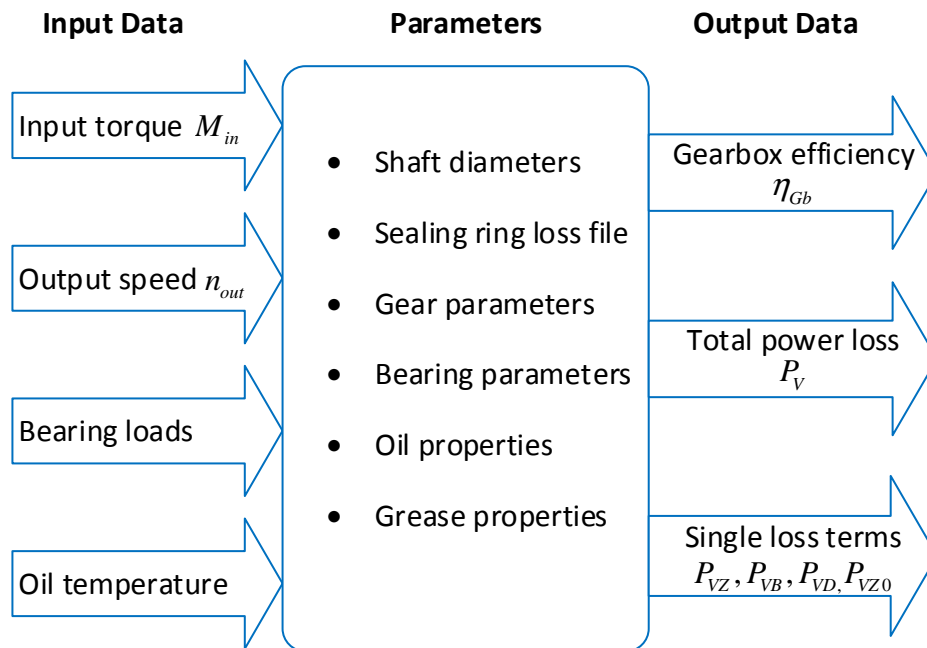 Input Data
Parameters
Output Data
Input torque M_in
Output speed n_out
Bearing loads
Oil temperature
• Shaft diameters
• Sealing ring loss file
• Gear parameters
• Bearing parameters
• Oil properties
• Grease properties
Gearbox efficiency
η_Gb
Total power loss
P_V
Single loss terms
P_VZ, P_VB, P_VD, P_VZ0